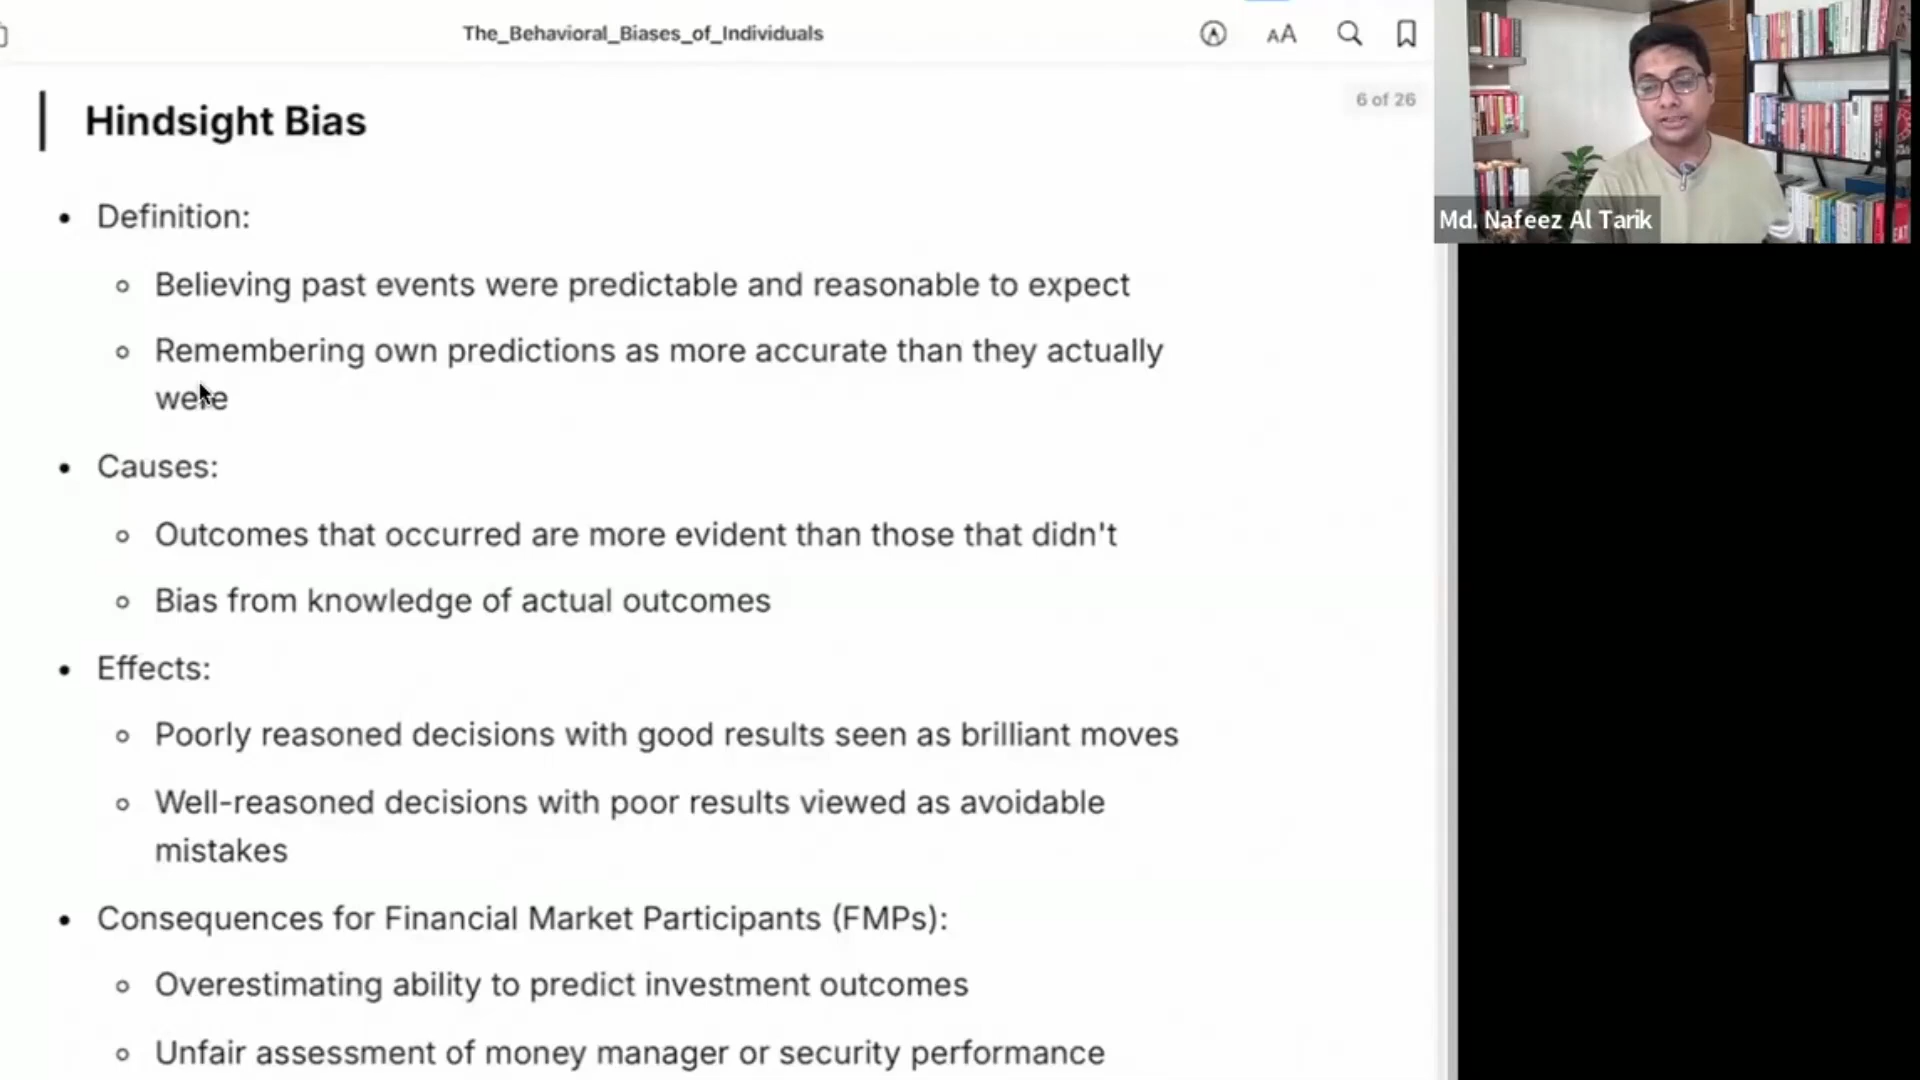 The_Behavioral_Biases_of_Individuals
AA
6 of 26
Hindsight Bias
Md. Nafeez Al Tarik
• Definition:
◦ Believing past events were predictable and reasonable to expect
◦ Remembering own predictions as more accurate than they actually
were
• Causes:
◦ Outcomes that occurred are more evident than those that didn't
◦ Bias from knowledge of actual outcomes
• Effects:
◦ Poorly reasoned decisions with good results seen as brilliant moves
◦ Well-reasoned decisions with poor results viewed as avoidable
mistakes
• Consequences for Financial Market Participants (FMPs):
◦ Overestimating ability to predict investment outcomes
◦ Unfair assessment of money manager or security performance
EAT